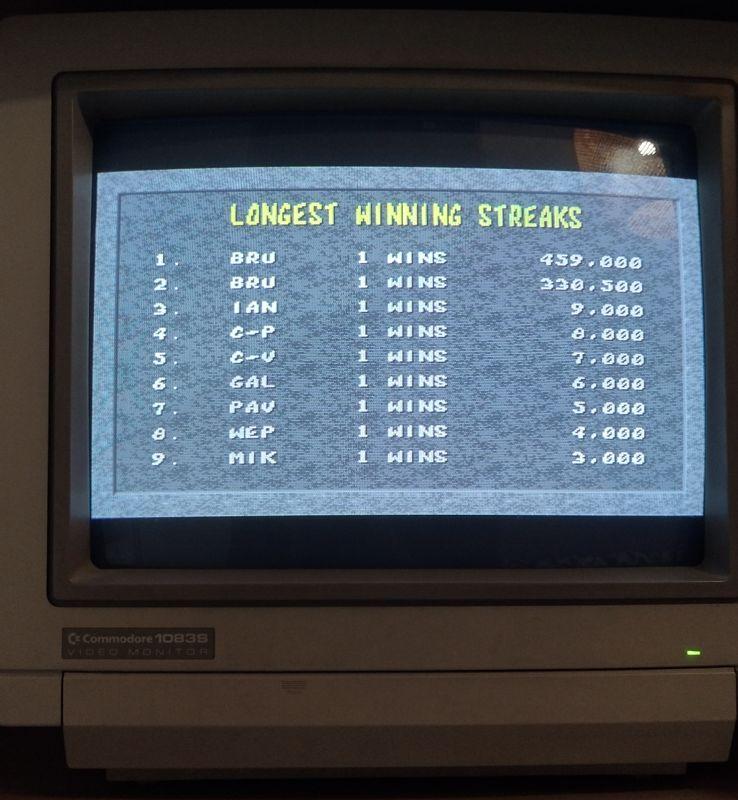 LONGEST WINNING STREAKS
1. BRU 1 WINS 459,000
2. BRU 1 WINS 330,500
3. IAN 1 WINS 9,000
4. C-P 1 WINS 8,000
5. C-V 1 WINS 7,000
6. GAL 1 WINS 6,000
7. PAV 1 WINS 5,000
8. WEP 1 WINS 4,000
9. MIK 1 WINS 3,000
Commodore 1083S
VIDEO MONITOR